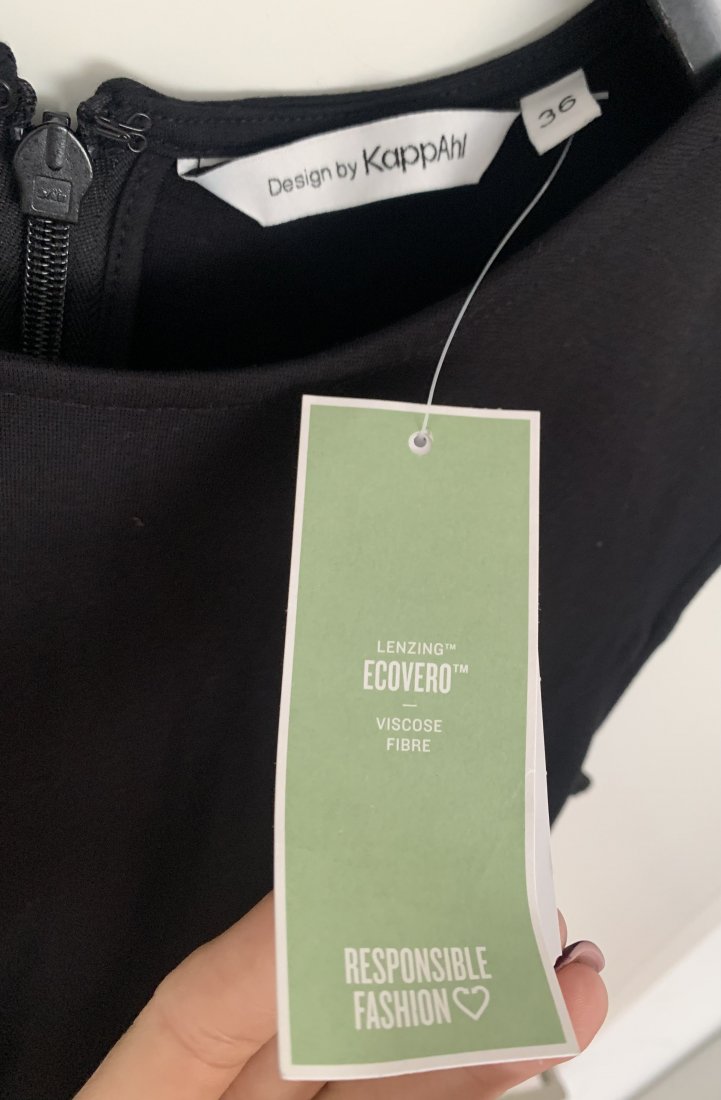 Design by KappAhl
36
LENZING™
ECOVERO™
—
VISCOSE
FIBRE
RESPONSIBLE
FASHION♡